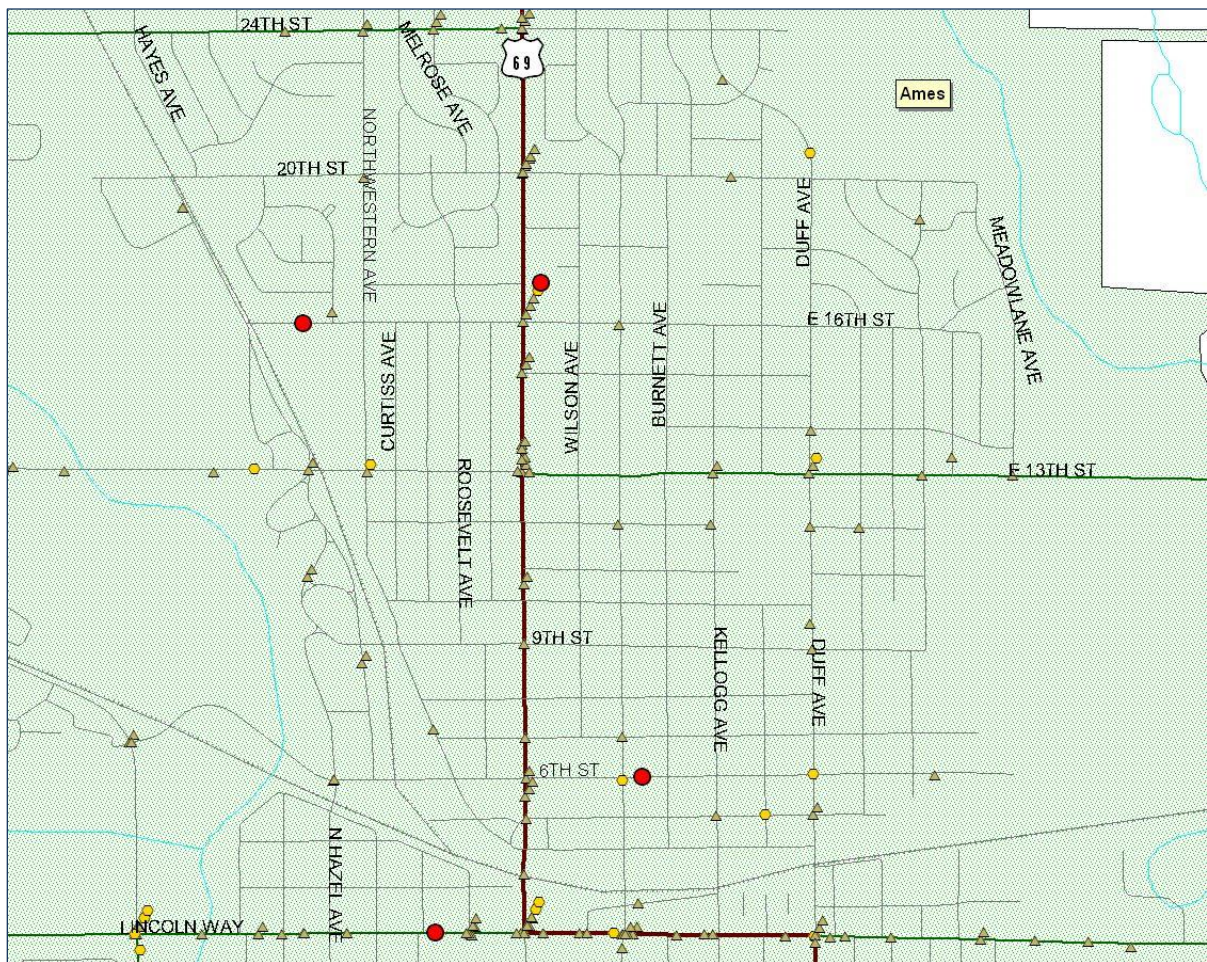 24TH ST
HAYES AVE
MELROSE AVE
69
Ames
NORTHWESTERN AVE
20TH ST
DUFF AVE
MEADOWLANE AVE
E 16TH ST
CURTISS AVE
WILSON AVE
BURNETT AVE
ROOSEVELT AVE
E 13TH ST
9TH ST
KELLOGG AVE
DUFF AVE
6TH ST
N HAZEL AVE
LINCOLN WAY